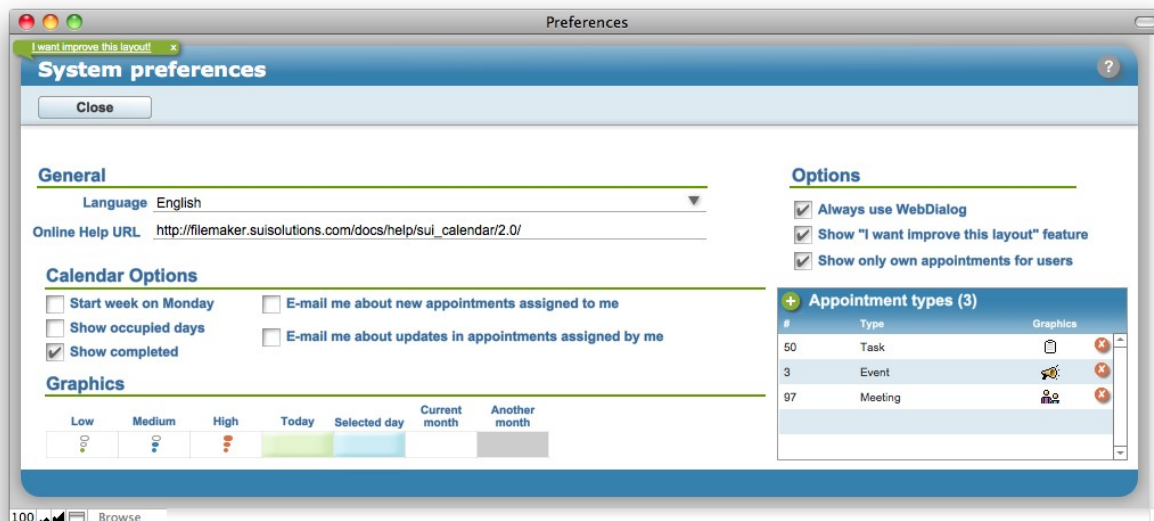 Preferences
I want improve this layout! x
System preferences
?
Close
General
Language English
Online Help URL http://filemaker.suisolutions.com/docs/help/sui_calendar/2.0/
Calendar Options
Start week on Monday
E-mail me about new appointments assigned to me
Show occupied days
E-mail me about updates in appointments assigned by me
Show completed
Graphics
Low Medium High Today Selected day Current month Another month
Options
Always use WebDialog
Show "I want improve this layout" feature
Show only own appointments for users
Appointment types (3)
# Type Graphics
50 Task
3 Event
97 Meeting
100 Browse